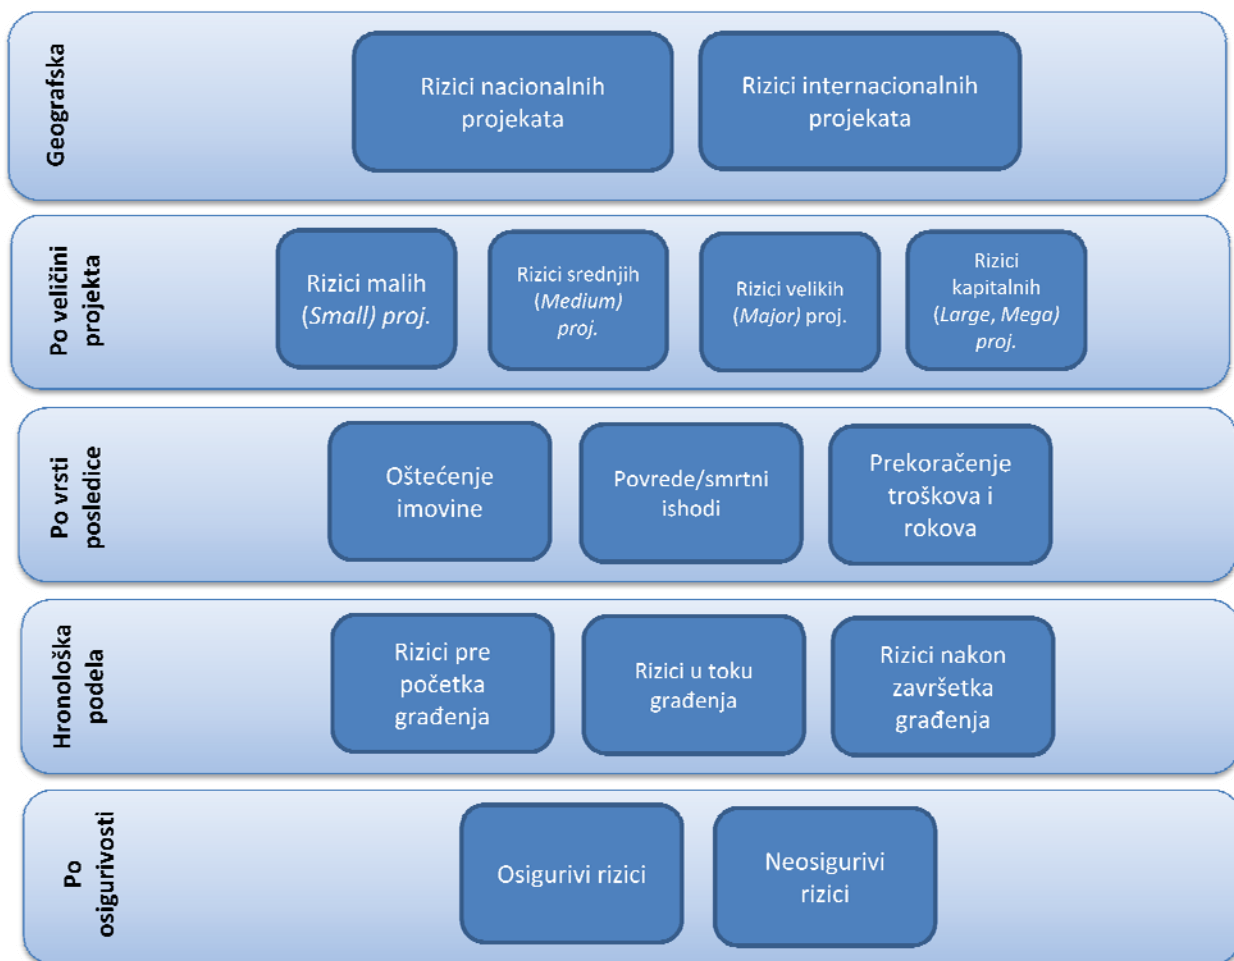 Geografska
Rizici nacionalnih
projekata
Rizici internacionalnih
projekata
Po veličini
projekta
Rizici malih
(Small) proj.
Rizici srednjih
(Medium)
proj.
Rizici velikih
(Major) proj.
Rizici
kapitalnih
(Large, Mega)
proj.
Po vrsti
posledice
Oštećenje
imovine
Povrede/smrtni
ishodi
Prekoračenje
troškova i
rokova
Hronološka
podela
Rizici pre
početka
građenja
Rizici u toku
građenja
Rizici nakon
završetka
građenja
Po
osigurivosti
Osigurivi rizici
Neosigurivi
rizici